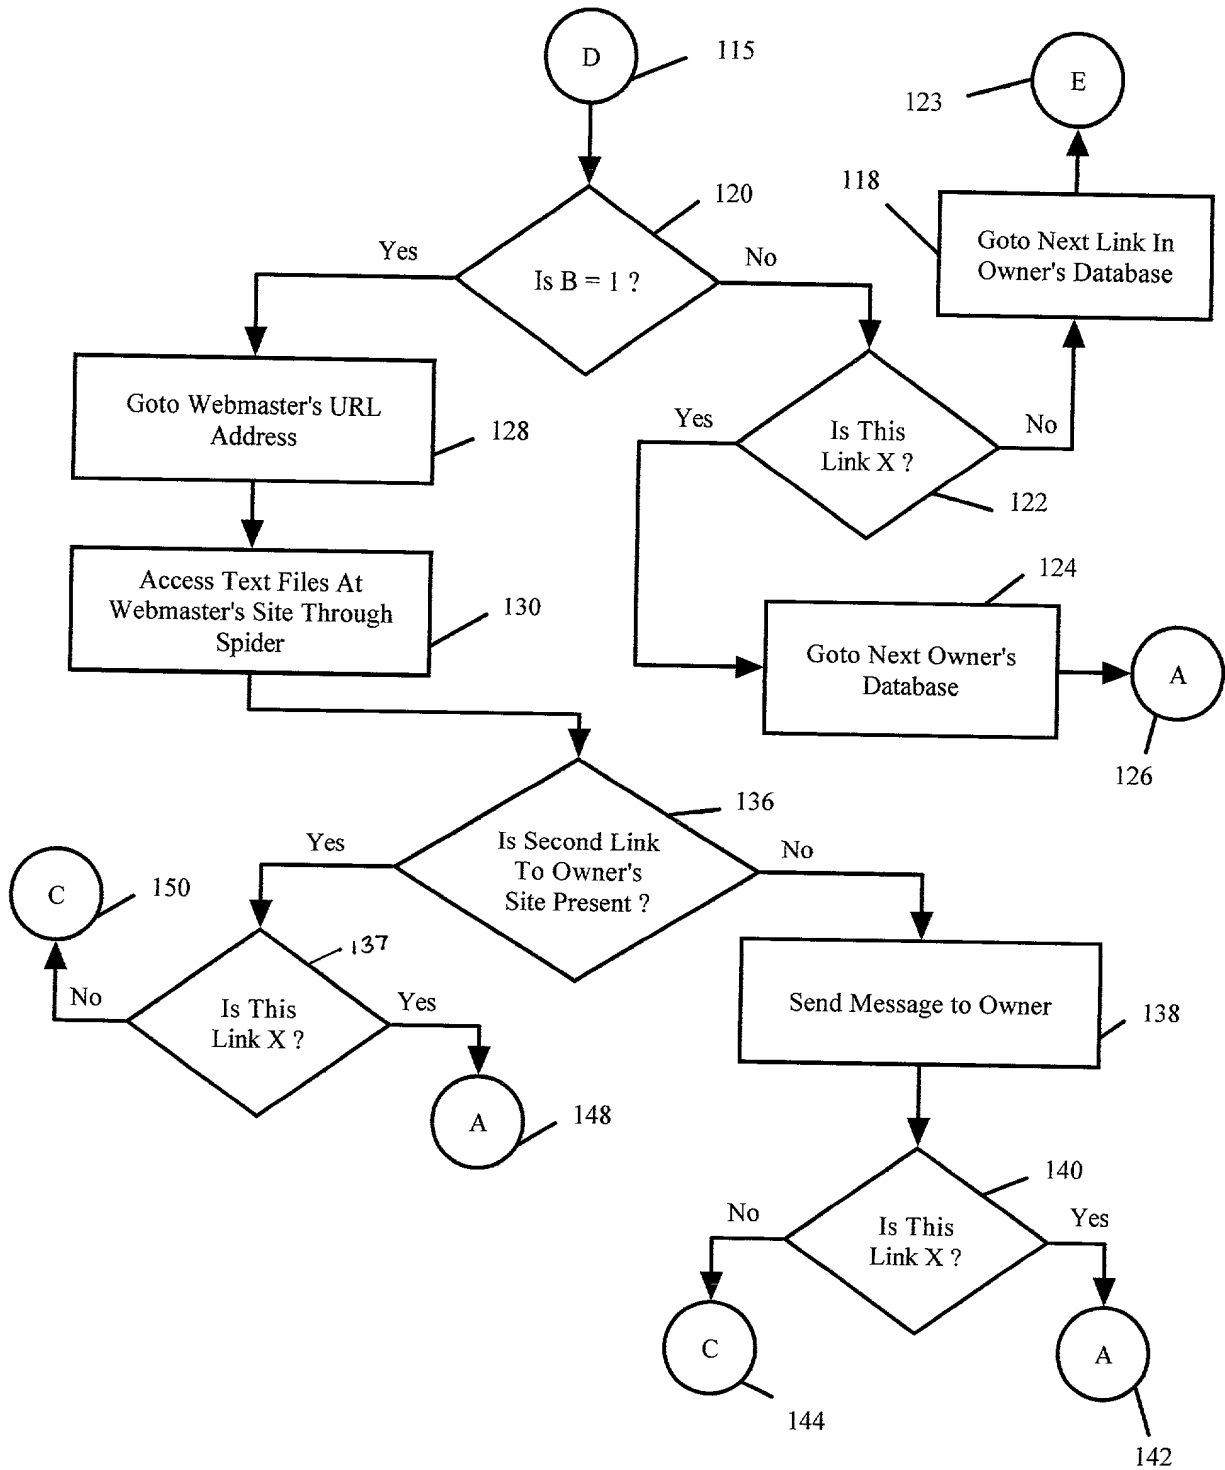 D
115
E
123
120
118
Goto Next Link In
Owner's Database
Yes
No
Is B = 1 ?
Goto Webmaster's URL
Address
128
Yes
Is This
Link X ?
No
122
Access Text Files At
Webmaster's Site Through
Spider
130
124
Goto Next Owner's
Database
A
126
136
Yes
Is Second Link
To Owner's
Site Present ?
No
C
150
137
No
Is This
Link X ?
Yes
Send Message to Owner
138
A
148
140
No
Is This
Link X ?
Yes
C
144
A
142